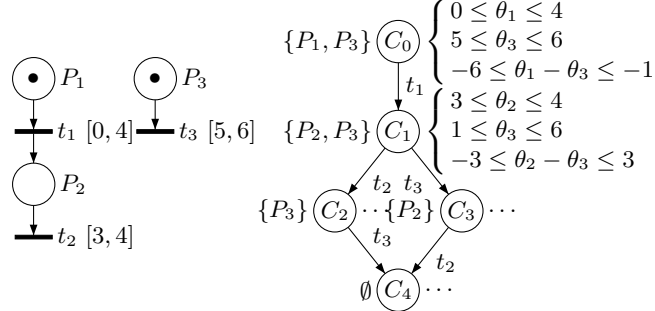 P₁
P₃
t₁ [0, 4]
t₃ [5, 6]
P₂
t₂ [3, 4]
{P₁, P₃} C₀
0 ≤ θ₁ ≤ 4
5 ≤ θ₃ ≤ 6
−6 ≤ θ₁ − θ₃ ≤ −1
t₁
{P₂, P₃} C₁
3 ≤ θ₂ ≤ 4
1 ≤ θ₃ ≤ 6
−3 ≤ θ₂ − θ₃ ≤ 3
t₂ t₃
{P₃} C₂ ··· {P₂} C₃ ···
t₃ t₂
∅ C₄ ···